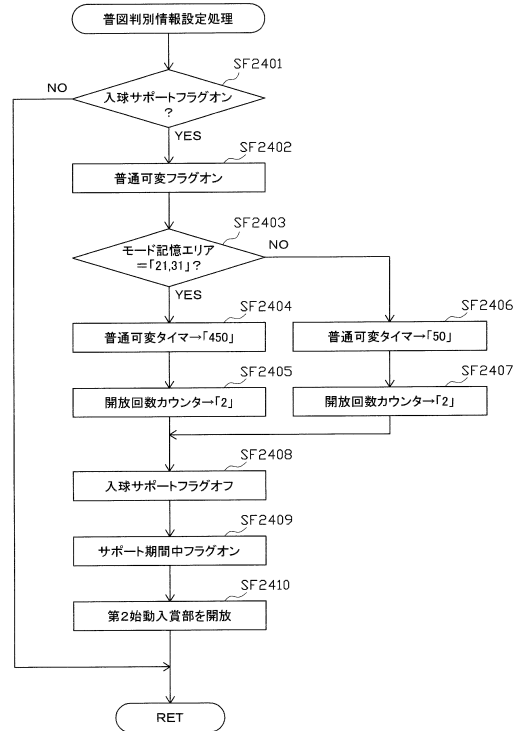 普図判別情報設定処理
SF2401
NO
入球サポートフラグオン
?
YES
SF2402
普通可変フラグオン
SF2403
モード記憶エリア
=「21,31」?
NO
YES
SF2404
普通可変タイマ→「450」
SF2406
普通可変タイマ→「50」
SF2405
開放回数カウンタ→「2」
SF2407
開放回数カウンタ→「2」
SF2408
入球サポートフラグオフ
SF2409
サポート期間中フラグオン
SF2410
第2始動入賞部を開放
RET